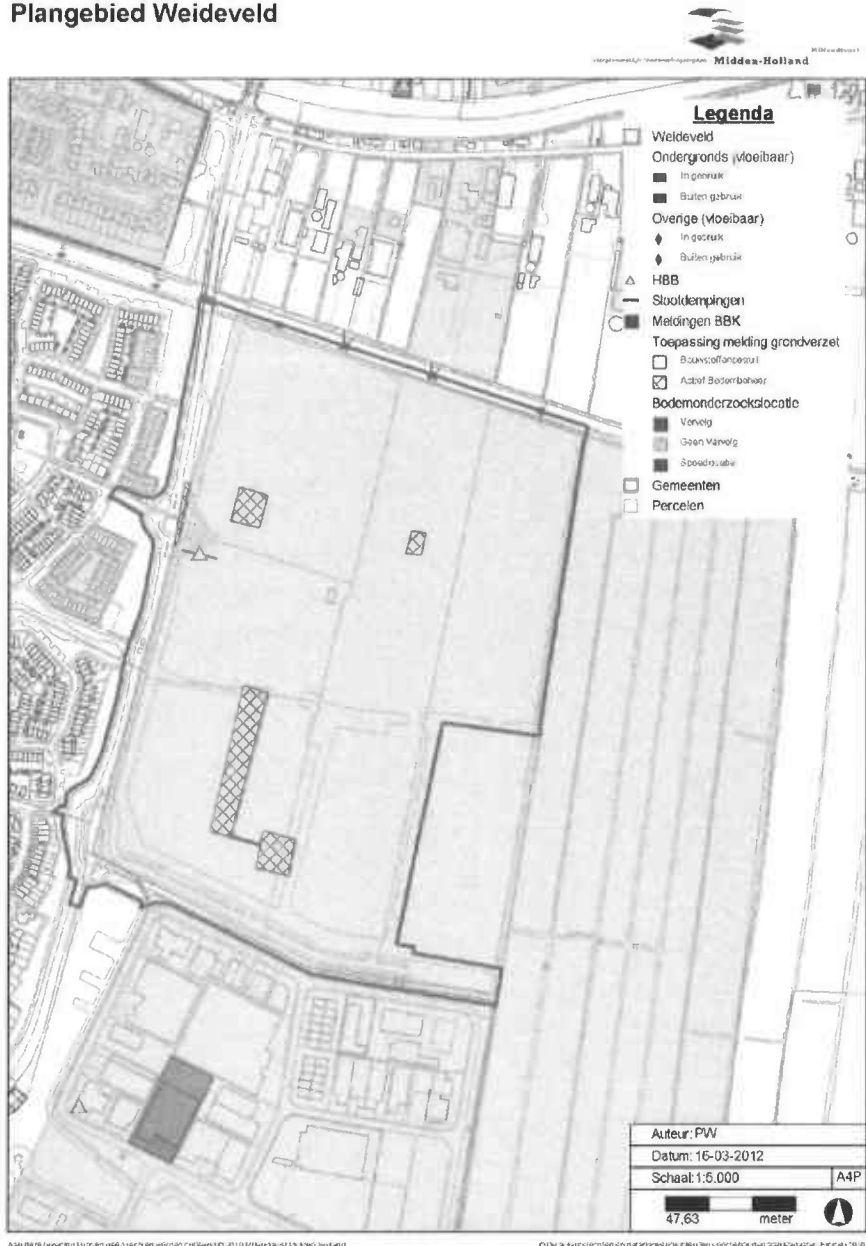 Plangebied Weideveld
Midden-Holland
Legenda
Weideveld
Ondergronds (vloeibaar)
In gebruik
Buiten gebruik
Overige (vloeibaar)
In gebruik
Buiten gebruik
HBB
Slootdempingen
Meldingen BBK
Toepassing melding grondverzet
Bouwstoffenbesluit
Actief Bodembeheer
Bodemonderzoekslocatie
Vervolg
Geen Vervolg
Spoedlocatie
Gemeenten
Percelen
Auteur: PW
Datum: 16-03-2012
Schaal: 1:5.000
A4P
47,63 meter